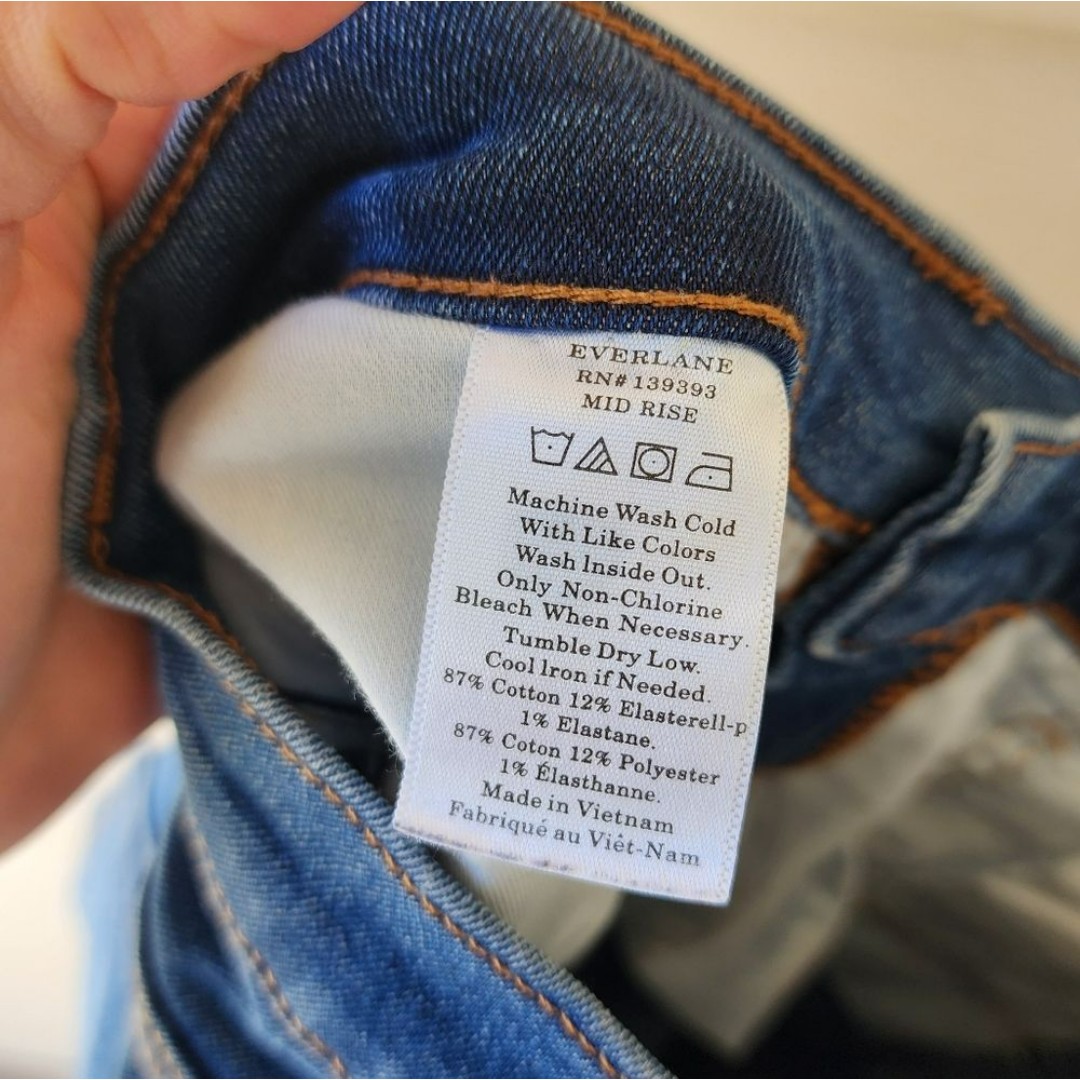 EVERLANE
RN# 139393
MID RISE
Machine Wash Cold
With Like Colors
Wash Inside Out.
Only Non-Chlorine
Bleach When Necessary.
Tumble Dry Low.
Cool Iron if Needed.
87% Cotton 12% Elasterell-p
1% Elastane.
87% Coton 12% Polyester
1% Élasthanne.
Made in Vietnam
Fabriqué au Viêt-Nam